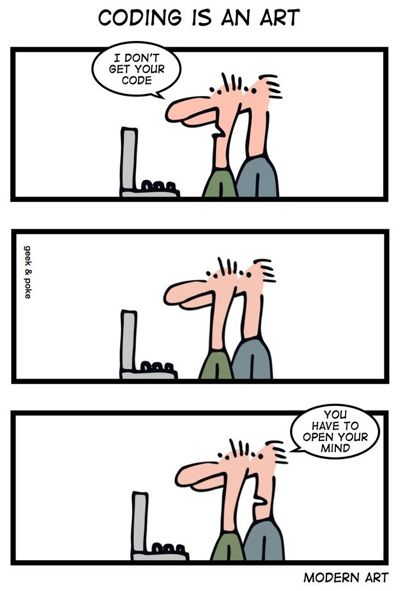 CODING IS AN ART
I DON'T
GET YOUR
CODE
geek & poke
YOU
HAVE TO
OPEN YOUR
MIND
MODERN ART